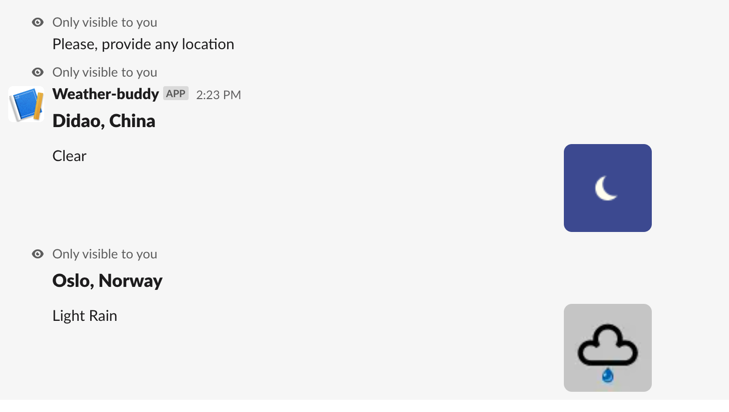 Only visible to you
Please, provide any location
Only visible to you
Weather-buddy APP 2:23 PM
Didao, China
Clear
Only visible to you
Oslo, Norway
Light Rain